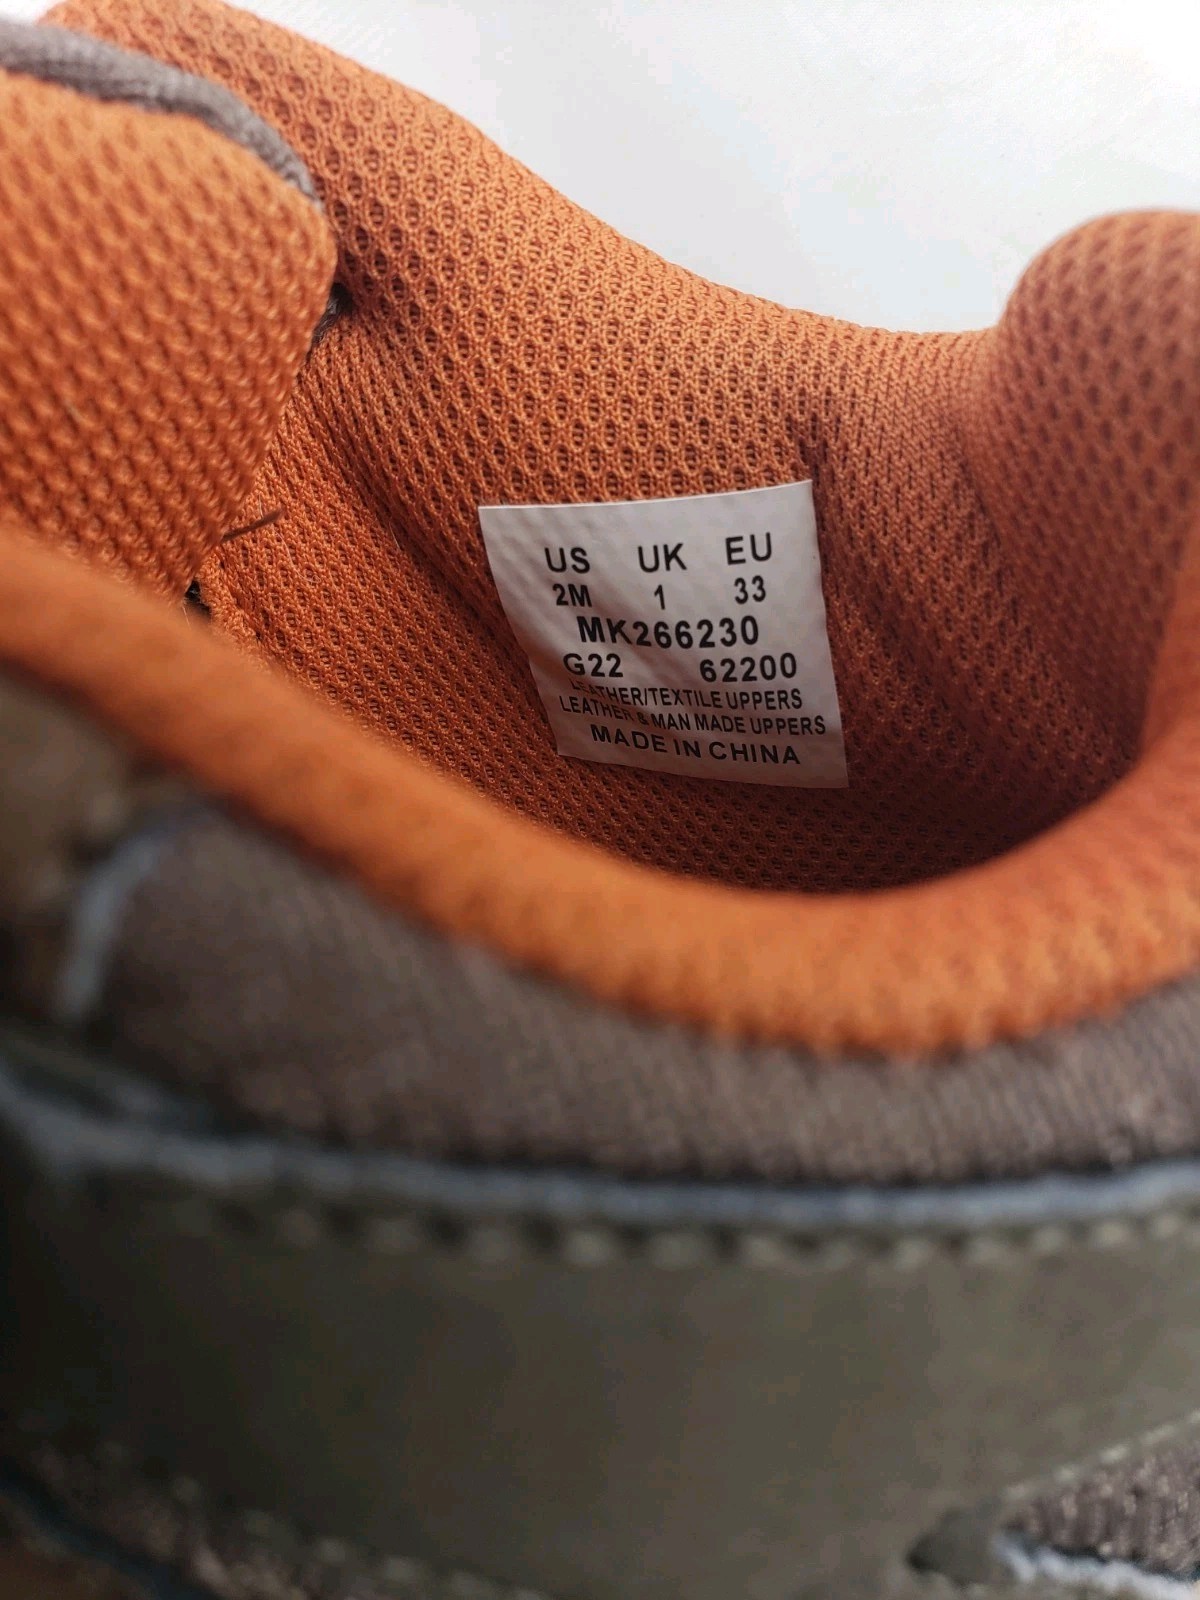 US UK EU
2M 1 33
MK266230
G22 62200
LEATHER/TEXTILE UPPERS
LEATHER & MAN MADE UPPERS
MADE IN CHINA